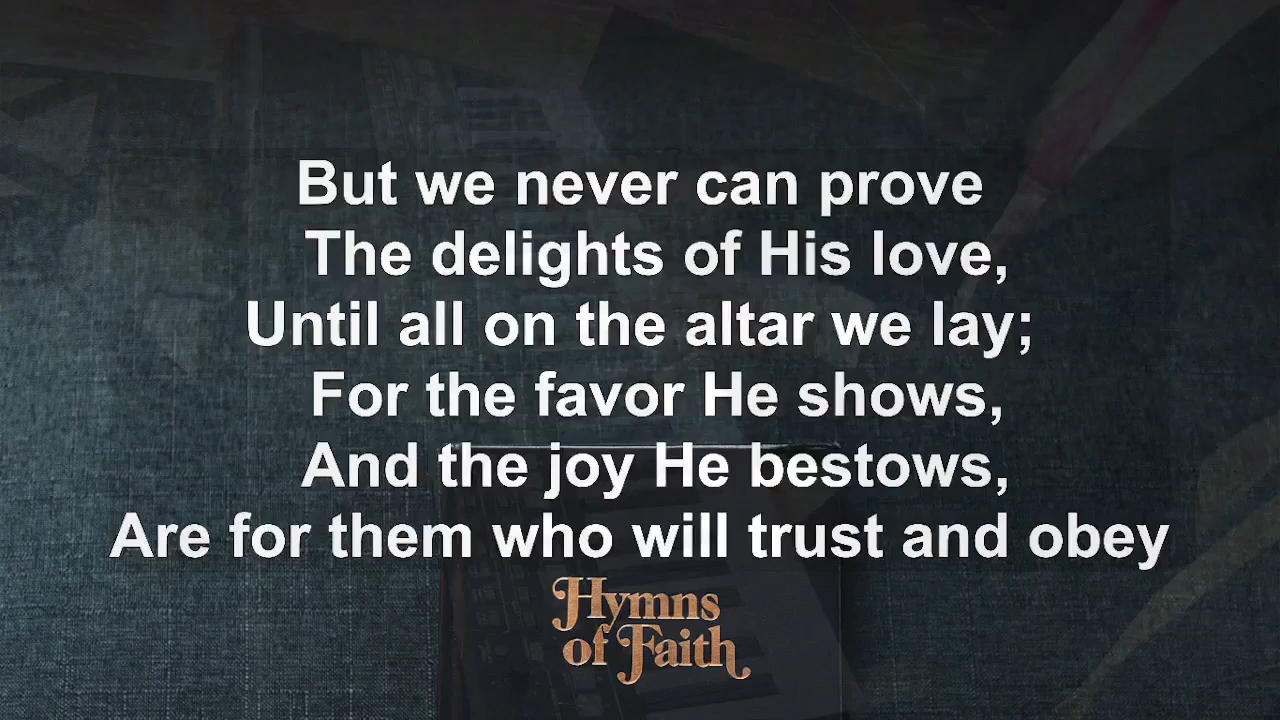 But we never can prove
The delights of His love,
Until all on the altar we lay;
For the favor He shows,
And the joy He bestows,
Are for them who will trust and obey
Hymns
of Faith